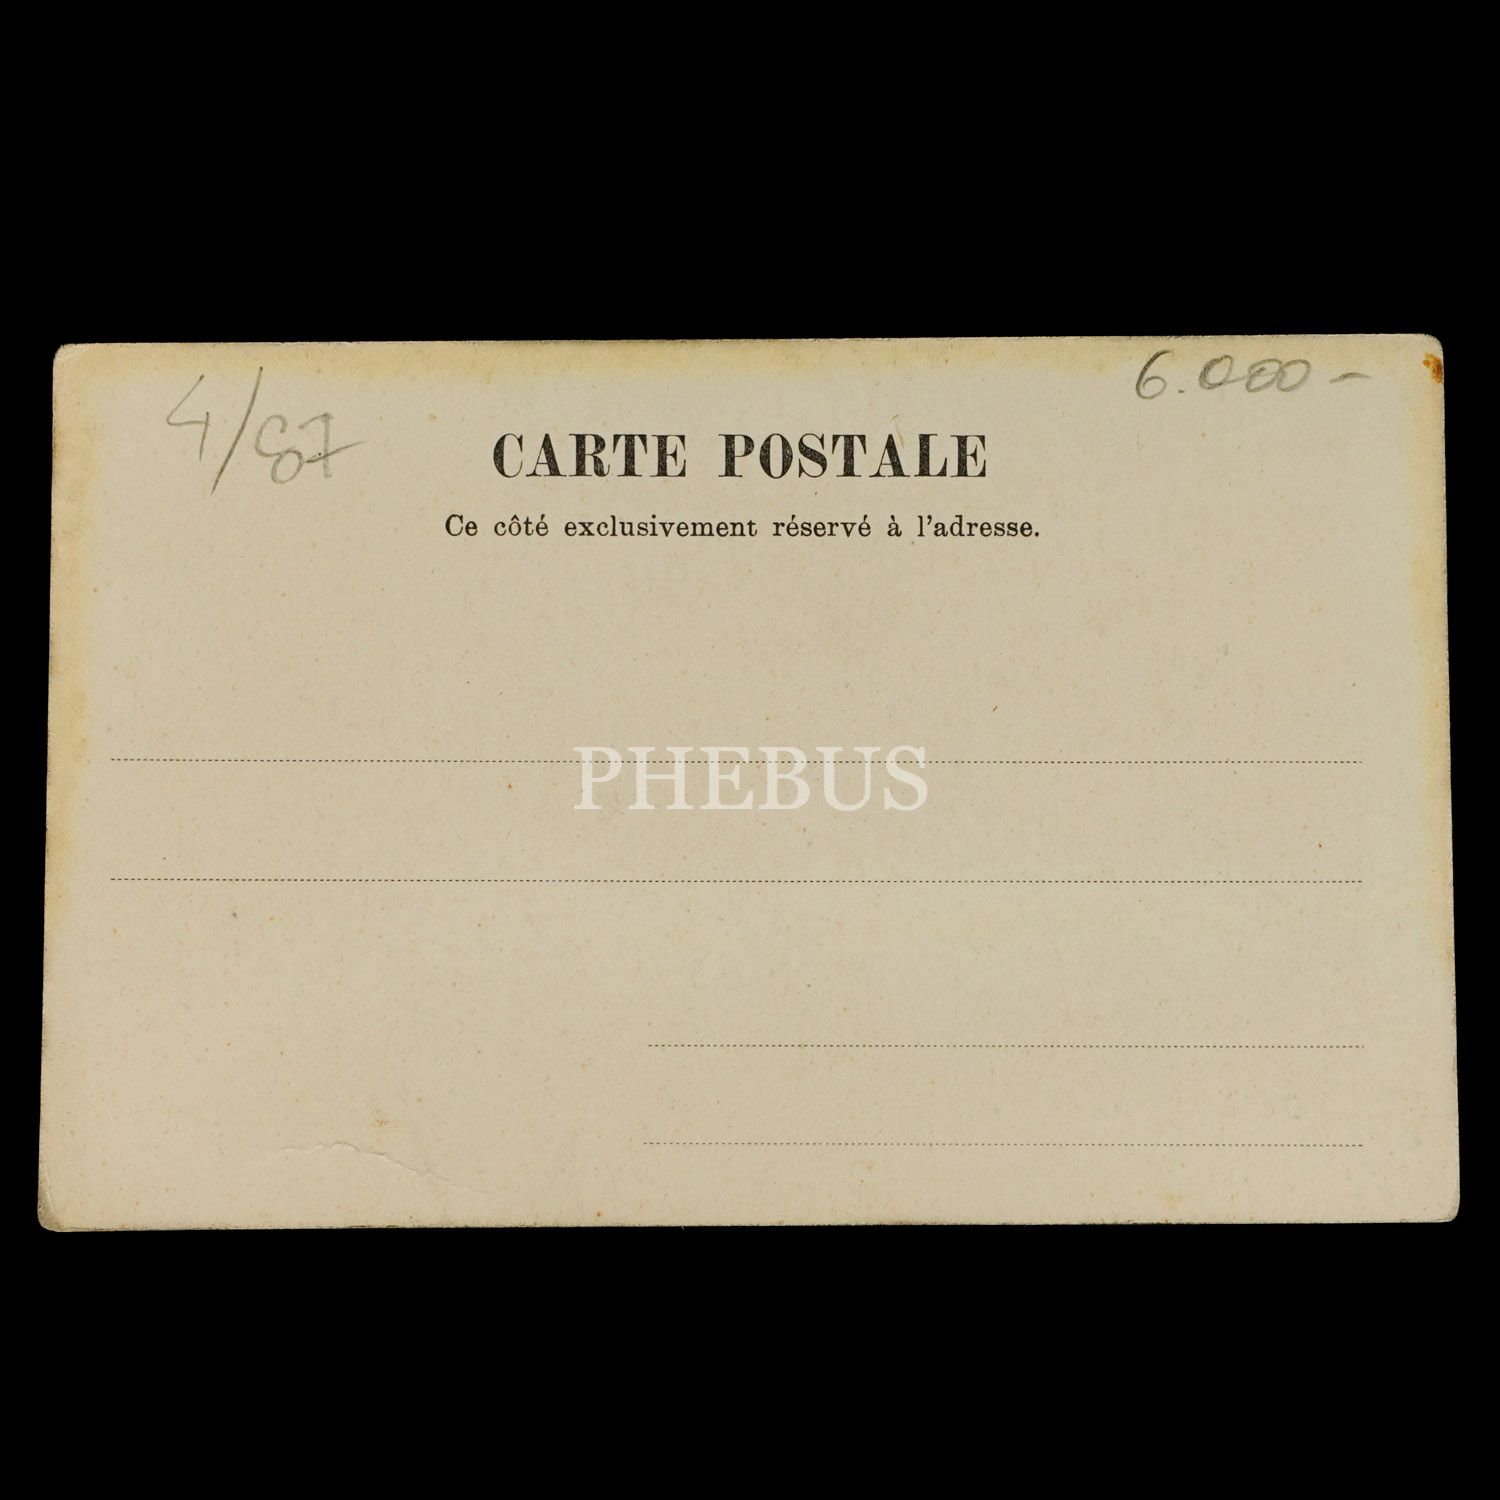 4/87
6.000-
CARTE POSTALE
Ce côté exclusivement réservé à l'adresse.
PHEBUS